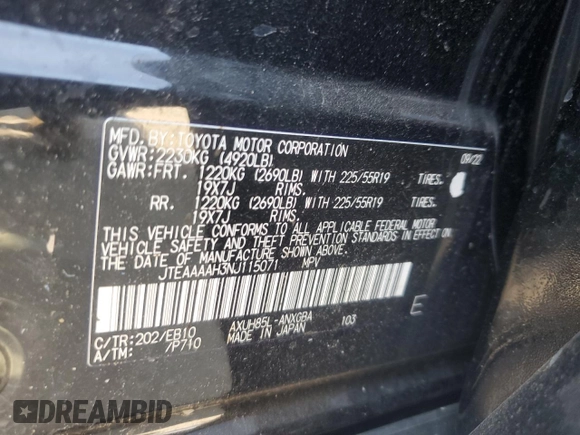 MFD. BY: TOYOTA MOTOR CORPORATION 09/22
GVWR: 2230KG (4920LB)
GAWR: FRT. 1220KG (2690LB) WITH 225/55R19 TIRES.
19X7J RIMS.
RR. 1220KG (2690LB) WITH 225/55R19 TIRES.
19X7J RIMS.
THIS VEHICLE CONFORMS TO ALL APPLICABLE FEDERAL MOTOR
VEHICLE SAFETY AND THEFT PREVENTION STANDARDS IN EFFECT ON
THE DATE OF MANUFACTURE SHOWN ABOVE.
JTEAAAAH3NJ115071 MPV
E
C/TR: 202/EB10 AXUH85L-ANXGBA 103
A/TM: /P710 MADE IN JAPAN
DREAMBID